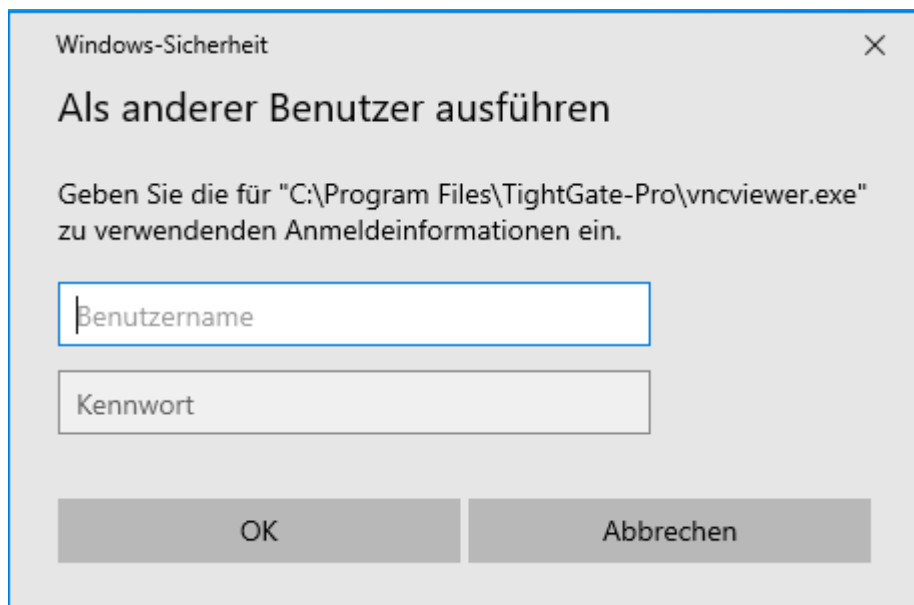 Windows-Sicherheit
Als anderer Benutzer ausführen
Geben Sie die für "C:\Program Files\TightGate-Pro\vncviewer.exe"
zu verwendenden Anmeldeinformationen ein.
Benutzername
Kennwort
OK
Abbrechen